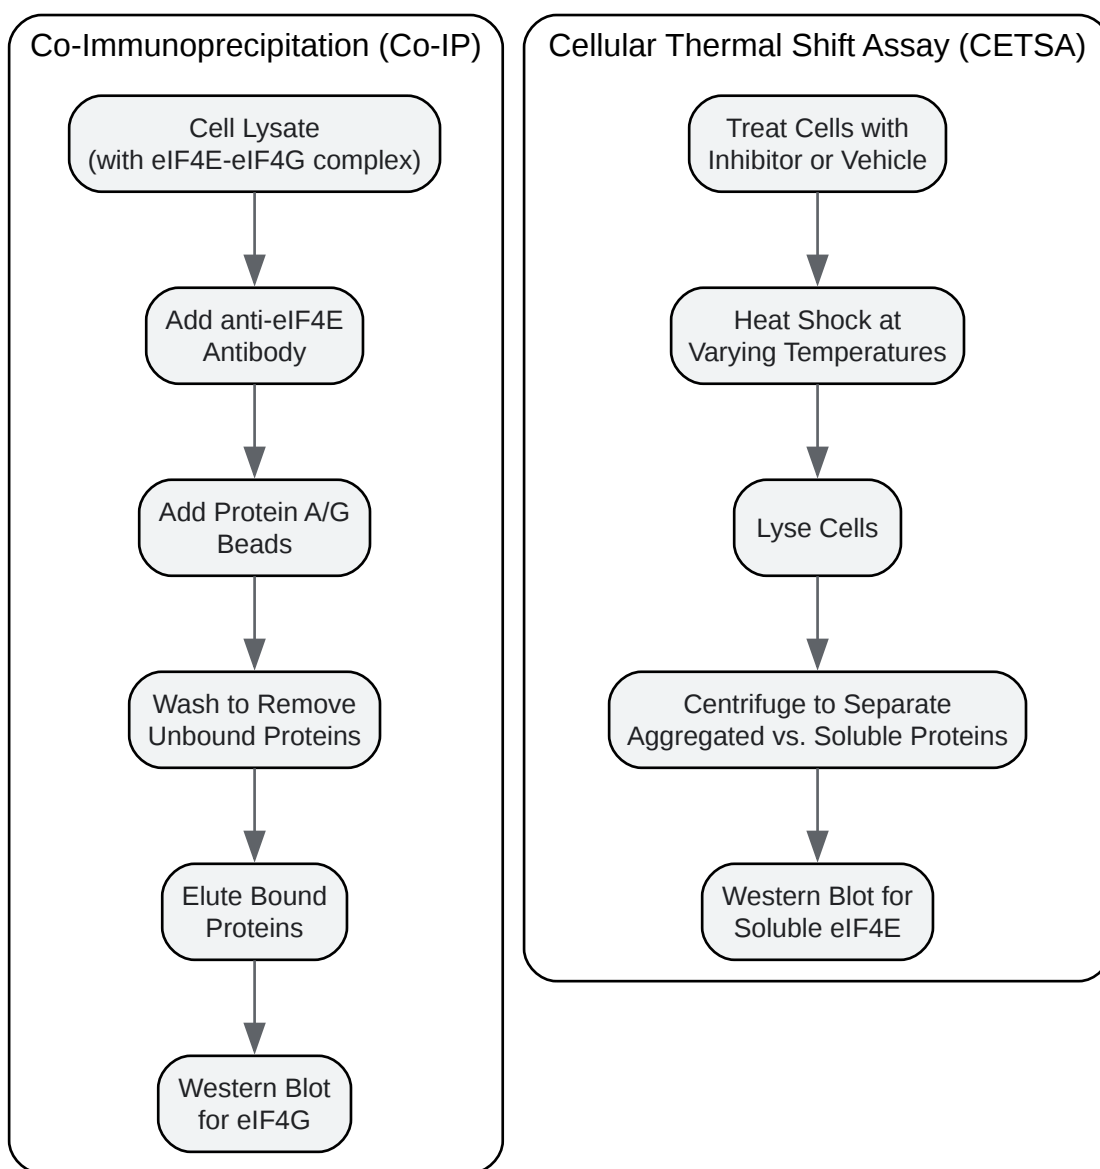 Co-Immunoprecipitation (Co-IP)
Cell Lysate
(with eIF4E-eIF4G complex)
Add anti-eIF4E
Antibody
Add Protein A/G
Beads
Wash to Remove
Unbound Proteins
Elute Bound
Proteins
Western Blot
for eIF4G
Cellular Thermal Shift Assay (CETSA)
Treat Cells with
Inhibitor or Vehicle
Heat Shock at
Varying Temperatures
Lyse Cells
Centrifuge to Separate
Aggregated vs. Soluble Proteins
Western Blot for
Soluble eIF4E